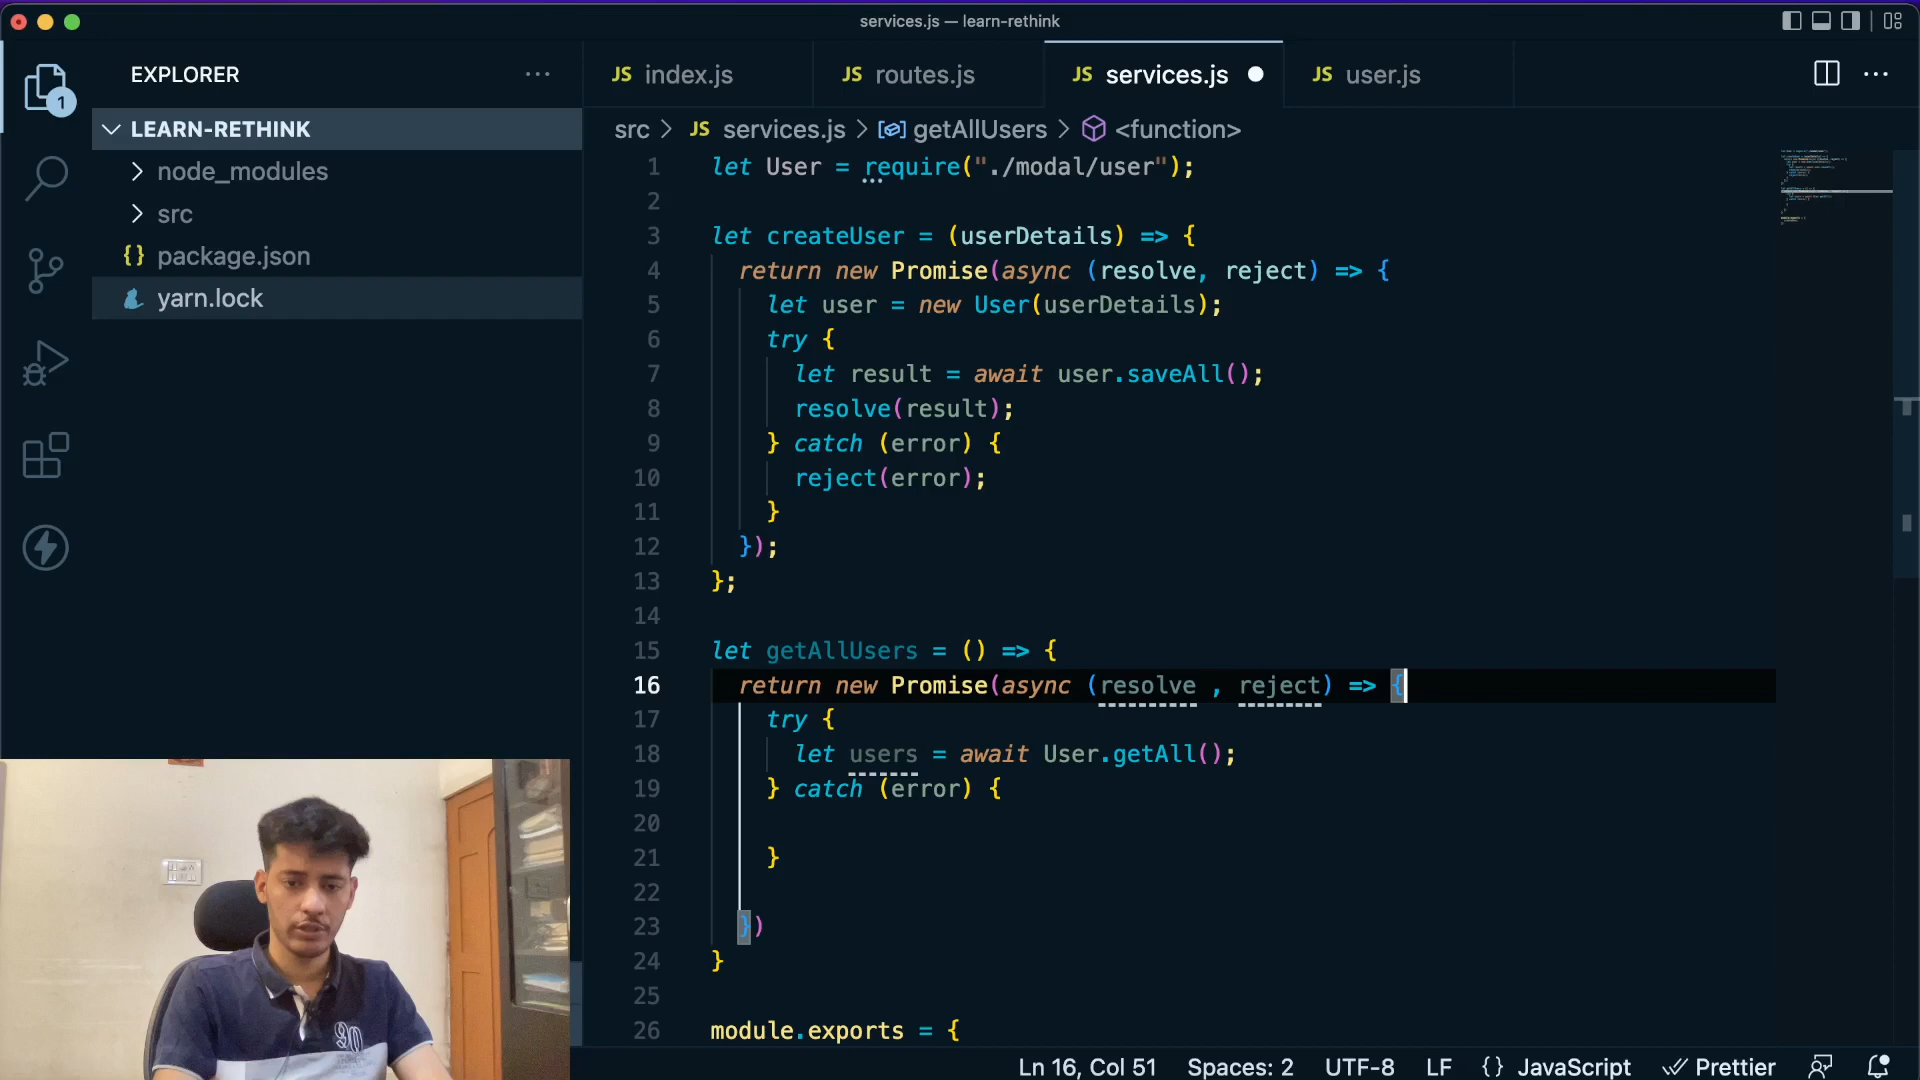 services.js — learn-rethink
EXPLORER
1
LEARN-RETHINK
node_modules
src
{} package.json
yarn.lock
JS index.js
JS routes.js
JS services.js
JS user.js
src > JS services.js > getAllUsers > <function>
1 let User = require("./modal/user");
2
3 let createUser = (userDetails) => {
4 return new Promise(async (resolve, reject) => {
5 let user = new User(userDetails);
6 try {
7 let result = await user.saveAll();
8 resolve(result);
9 } catch (error) {
10 reject(error);
11 }
12 });
13 };
14
15 let getAllUsers = () => {
16 return new Promise(async (resolve , reject) => {
17 try {
18 let users = await User.getAll();
19 } catch (error) {
20
21 }
22
23 })
24 }
25
26 module.exports = {
90
Ln 16, Col 51 Spaces: 2 UTF-8 LF {} JavaScript Prettier